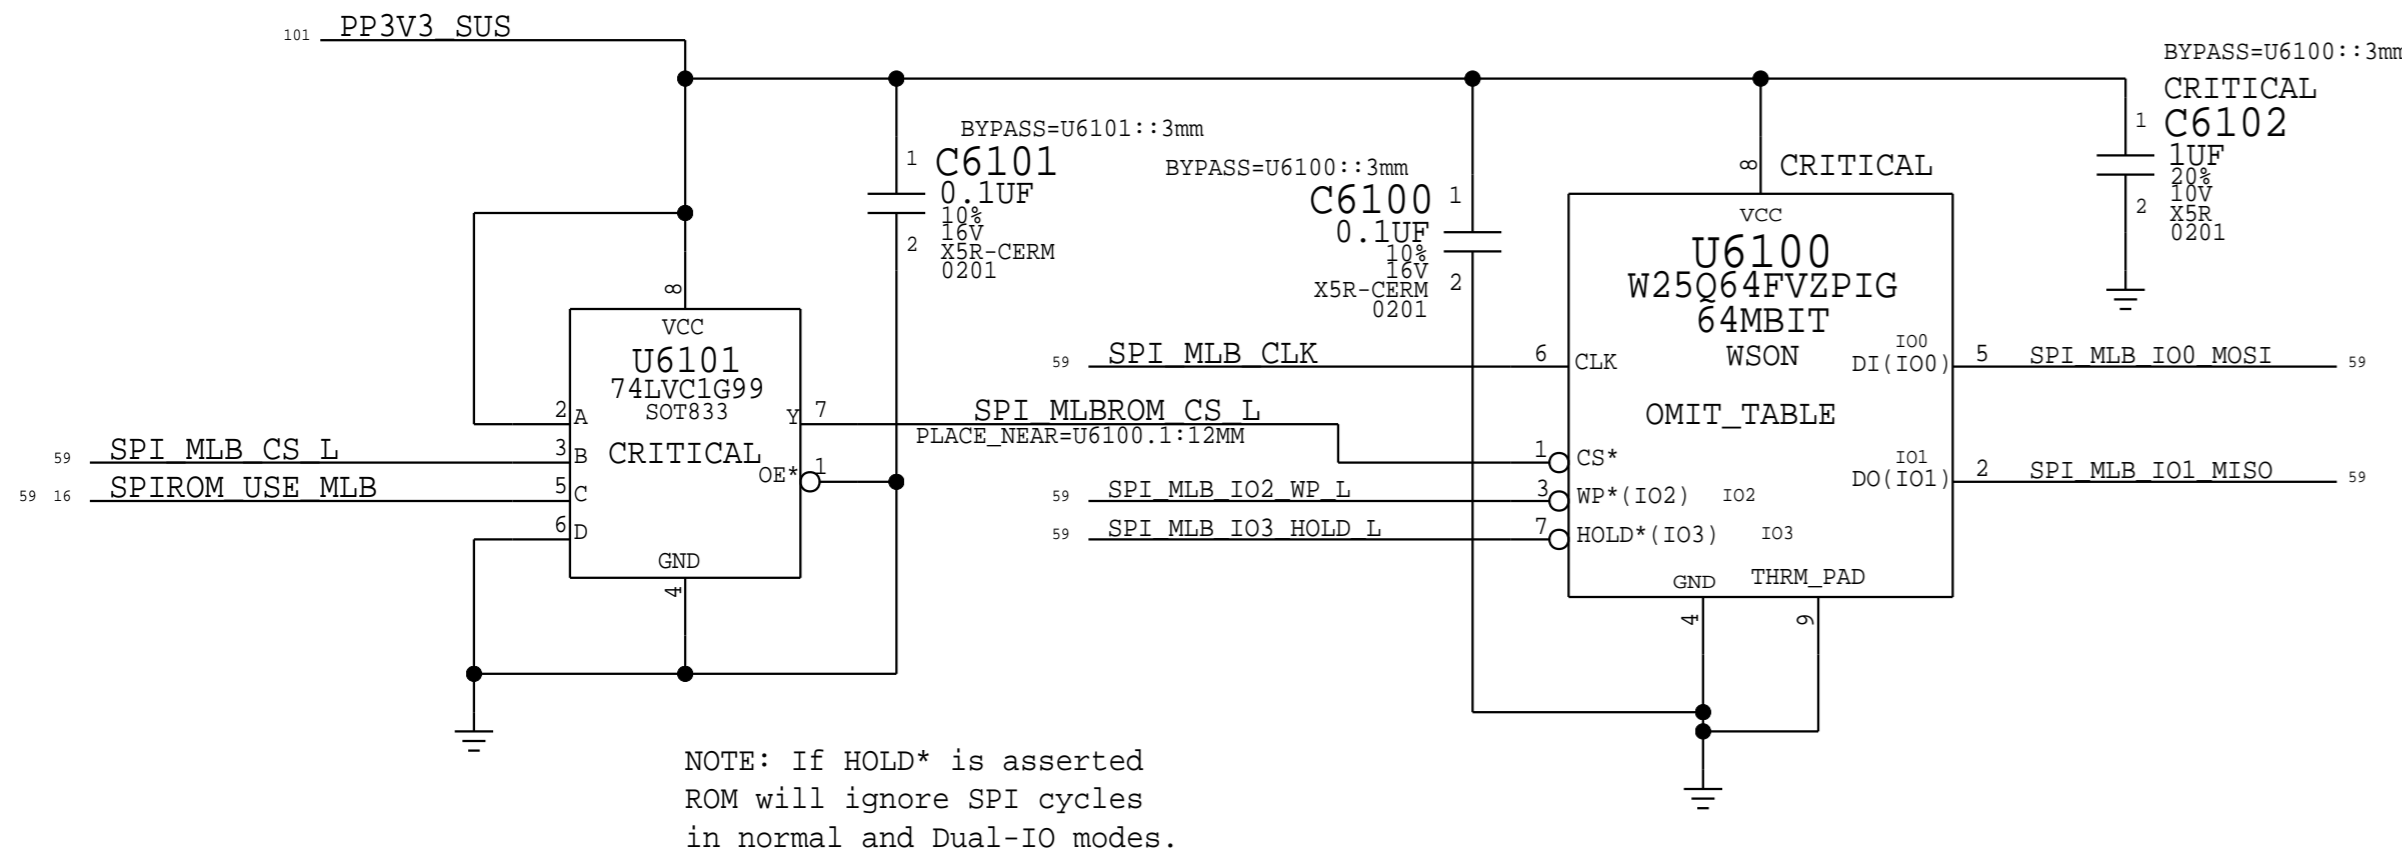 101 PP3V3_SUS
BYPASS=U6100::3mm
CRITICAL
C6102
1
1UF
20%
10V
X5R
0201
2
BYPASS=U6101::3mm
1
C6101
0.1UF
10%
16V
X5R-CERM
0201
2
BYPASS=U6100::3mm
C6100
1
0.1UF
10%
16V
X5R-CERM
0201
2
8
VCC
U6101
74LVC1G99
SOT833
CRITICAL
2 A
3 B
5 C
6 D
Y 7
OE* 1
GND
4
59 SPI_MLB_CS_L
59 16 SPIROM_USE_MLB
SPI_MLBROM_CS_L
PLACE_NEAR=U6100.1:12MM
8 CRITICAL
VCC
U6100
W25Q64FVZPIG
64MBIT
WSON
OMIT_TABLE
59 SPI_MLB_CLK 6 CLK
1 CS*
59 SPI_MLB_IO2_WP_L 3 WP*(IO2) IO2
59 SPI_MLB_IO3_HOLD_L 7 HOLD*(IO3) IO3
IO0
DI(IO0) 5 SPI_MLB_IO0_MOSI 59
IO1
DO(IO1) 2 SPI_MLB_IO1_MISO 59
GND THRM_PAD
4 9
NOTE: If HOLD* is asserted
ROM will ignore SPI cycles
in normal and Dual-IO modes.